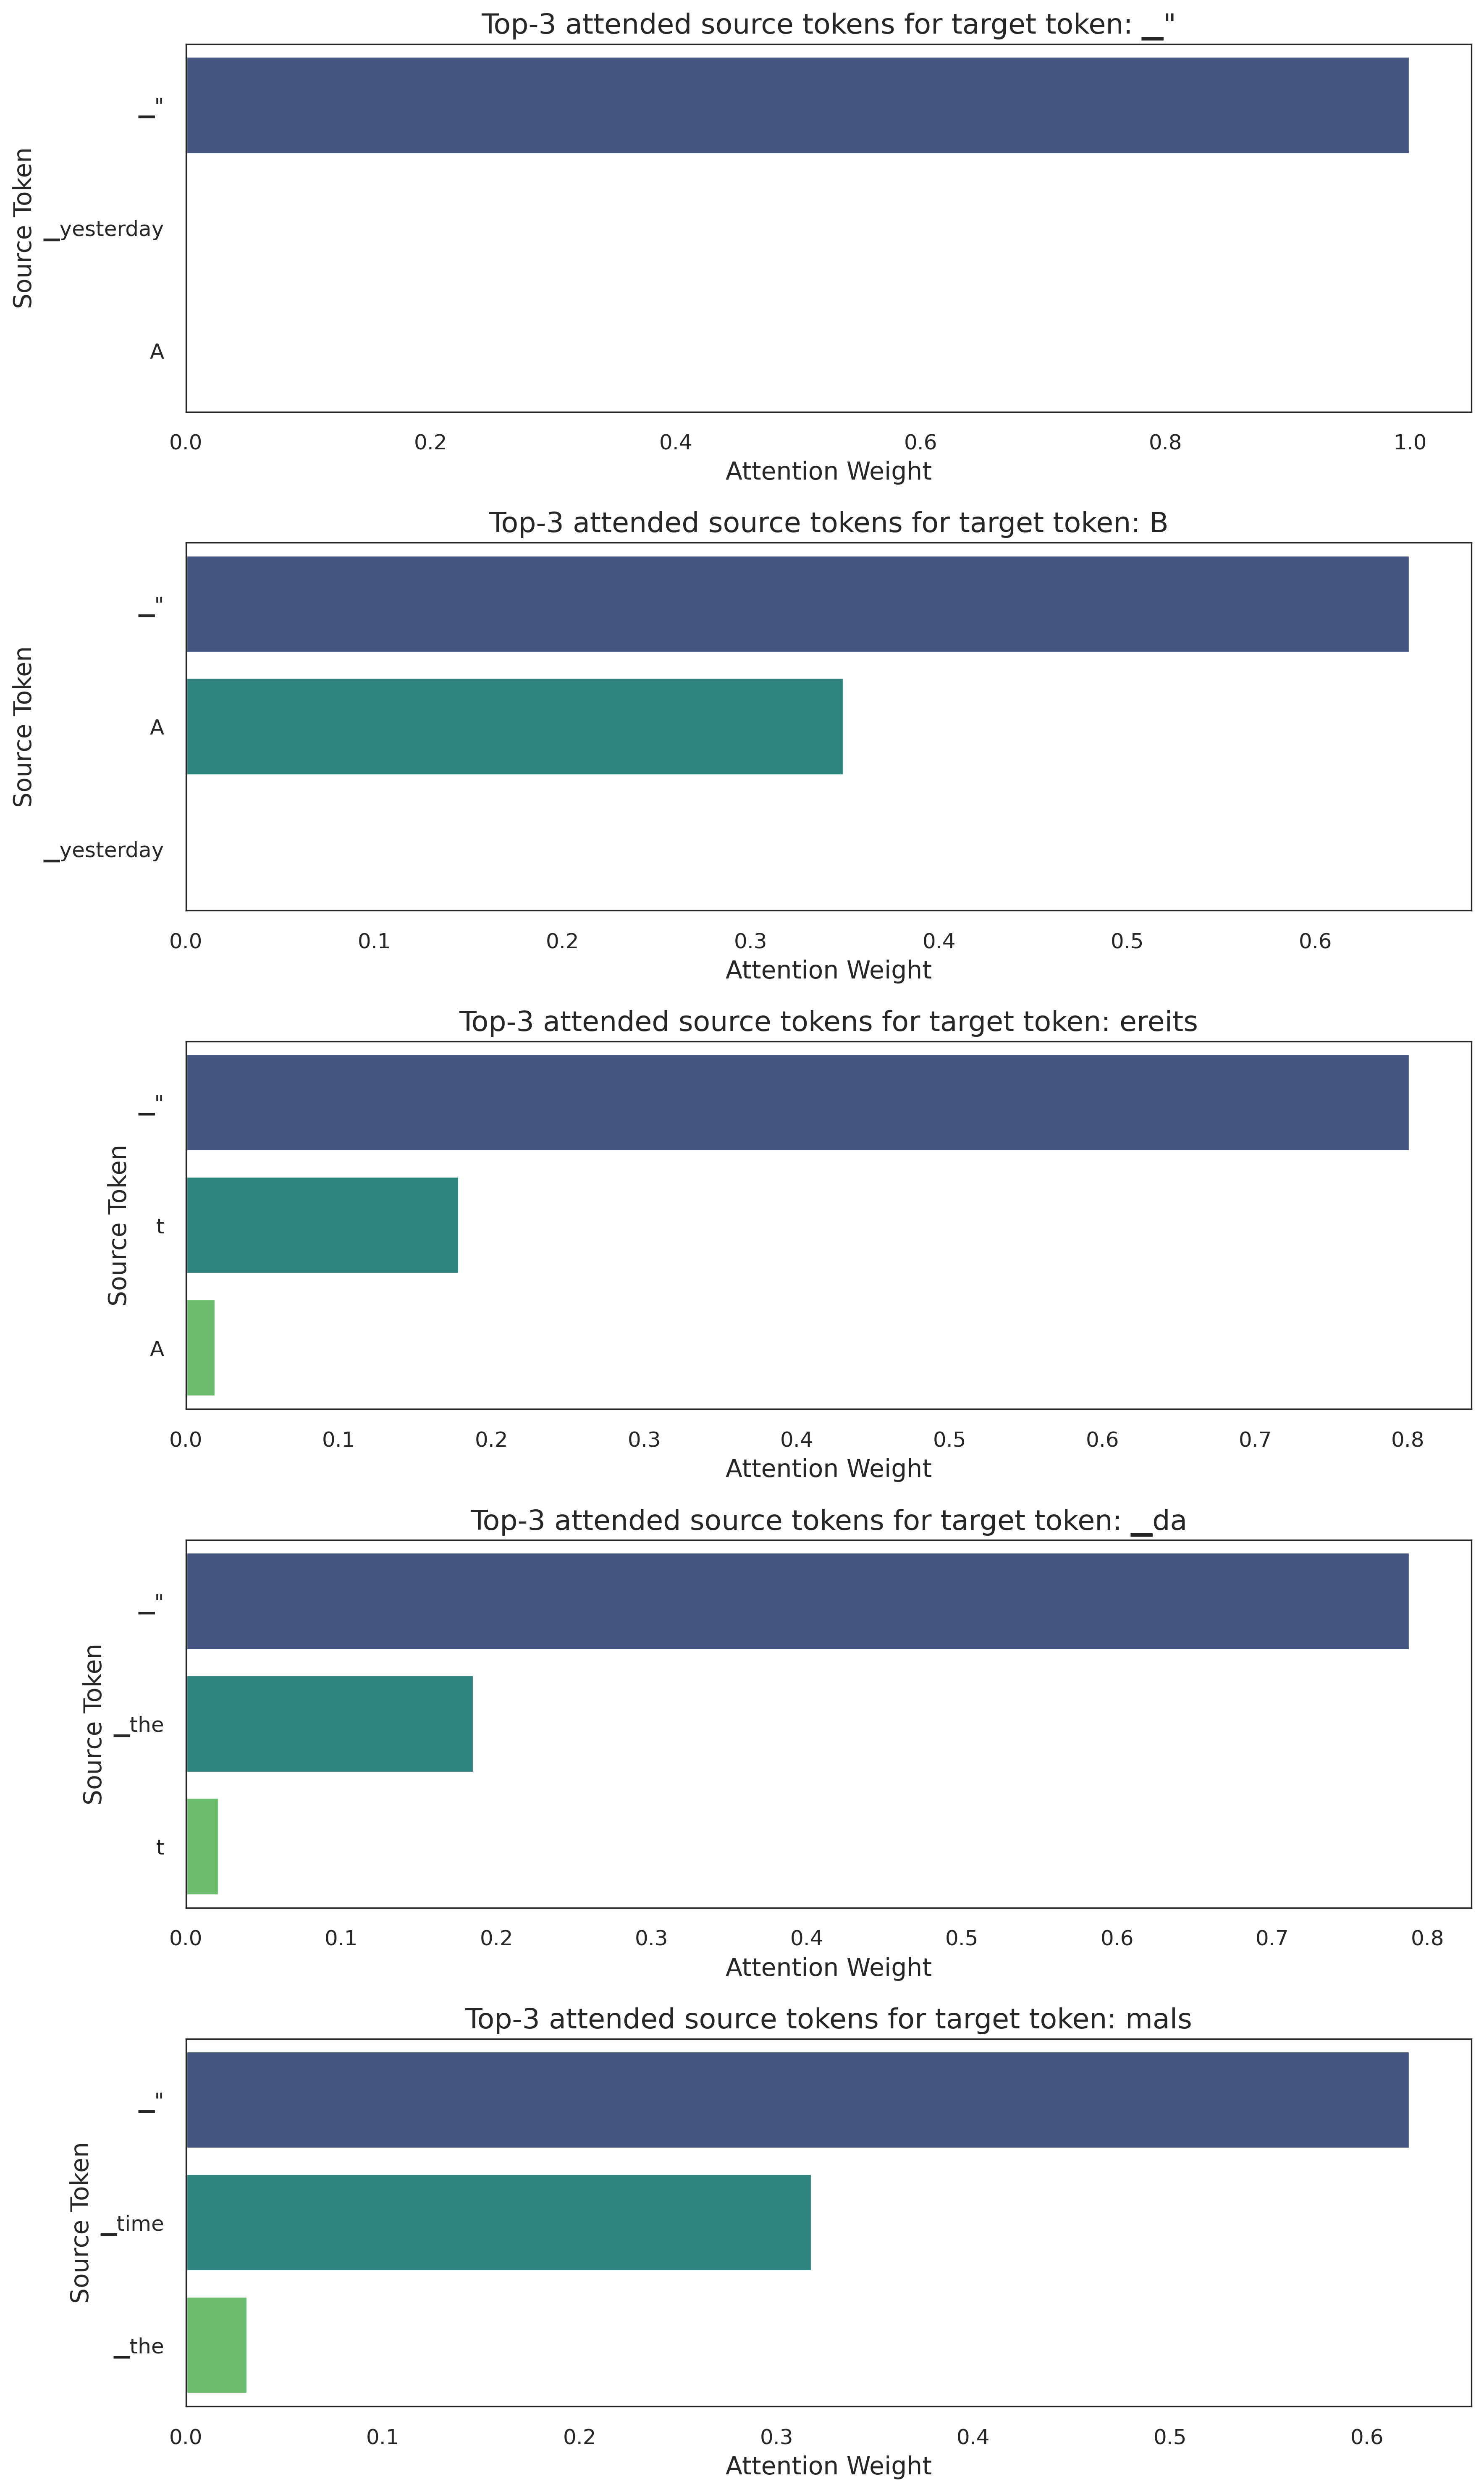 Top-3 attended source tokens for target token: ▁"
Source Token
▁"
▁yesterday
A
0.0 0.2 0.4 0.6 0.8 1.0
Attention Weight
Top-3 attended source tokens for target token: B
Source Token
▁"
A
▁yesterday
0.0 0.1 0.2 0.3 0.4 0.5 0.6
Attention Weight
Top-3 attended source tokens for target token: ereits
Source Token
▁"
t
A
0.0 0.1 0.2 0.3 0.4 0.5 0.6 0.7 0.8
Attention Weight
Top-3 attended source tokens for target token: ▁da
Source Token
▁"
▁the
t
0.0 0.1 0.2 0.3 0.4 0.5 0.6 0.7 0.8
Attention Weight
Top-3 attended source tokens for target token: mals
Source Token
▁"
▁time
▁the
0.0 0.1 0.2 0.3 0.4 0.5 0.6
Attention Weight